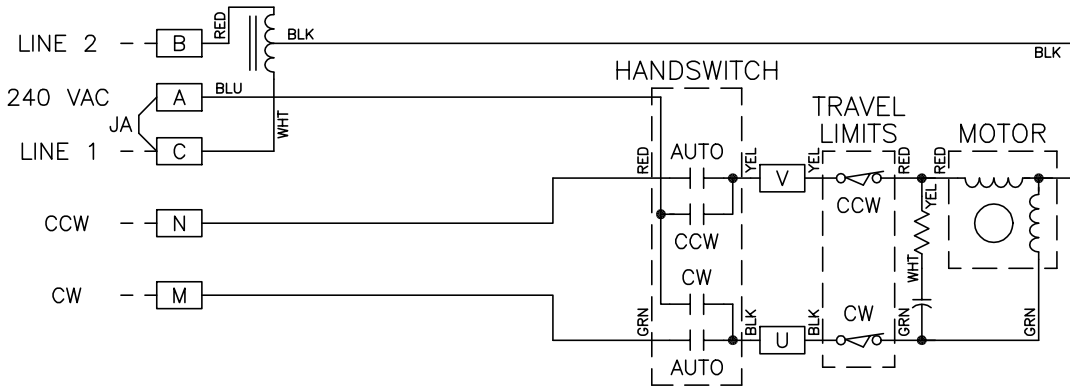 RED
LINE 2
B
BLK
BLK
HANDSWITCH
240 VAC
A
BLU
JA
WHT
LINE 1
C
TRAVEL
LIMITS
MOTOR
AUTO
RED
YEL
V
YEL
RED
RED
CCW
YEL
CCW
N
CCW
WHT
CW
CW
M
CW
GRN
BLK
U
BLK
GRN
GRN
AUTO